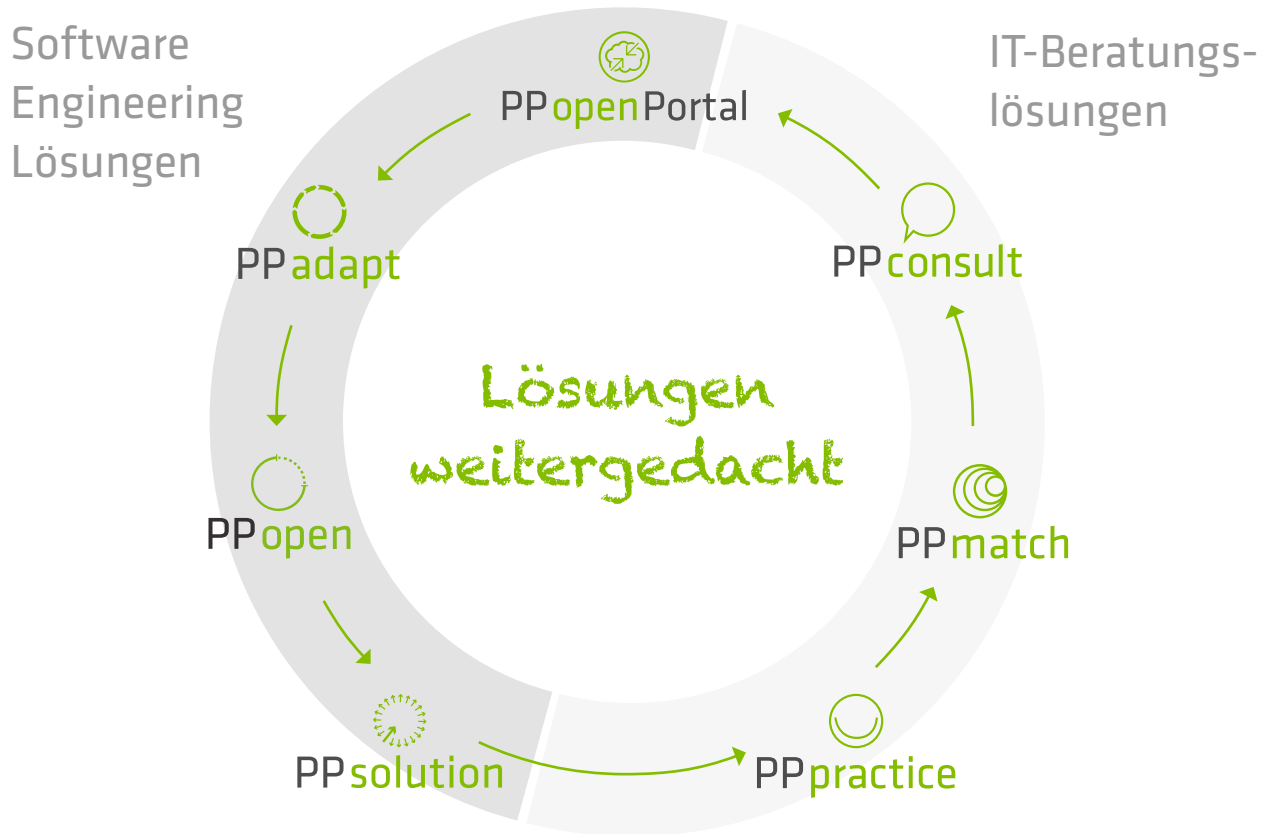 Software
Engineering
Lösungen
IT-Beratungs-
lösungen
PPopenPortal
PPadapt
PPconsult
Lösungen
weitergedacht
PPopen
PPmatch
PPsolution
PPpractice